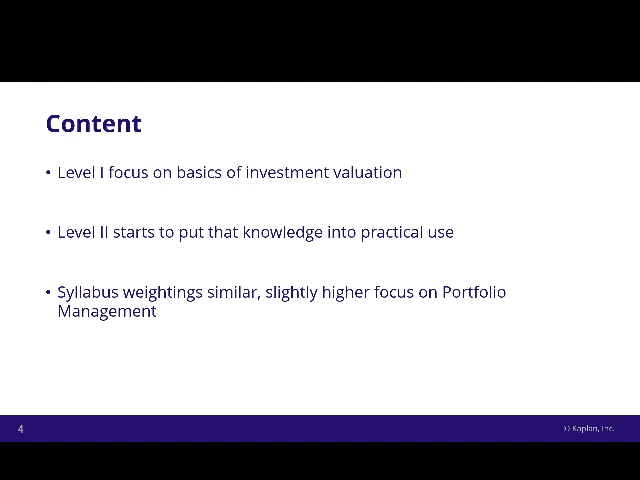 Content
• Level I focus on basics of investment valuation
• Level II starts to put that knowledge into practical use
• Syllabus weightings similar, slightly higher focus on Portfolio
Management
4
© Kaplan, Inc.